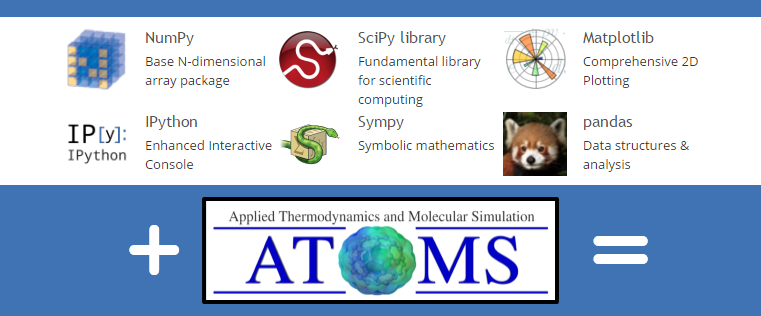 NumPy
Base N-dimensional
array package
SciPy library
Fundamental library
for scientific
computing
Matplotlib
Comprehensive 2D
Plotting
IP[y]:
IPython
IPython
Enhanced Interactive
Console
Sympy
Symbolic mathematics
pandas
Data structures &
analysis
+
Applied Thermodynamics and Molecular Simulation
ATOMS
=